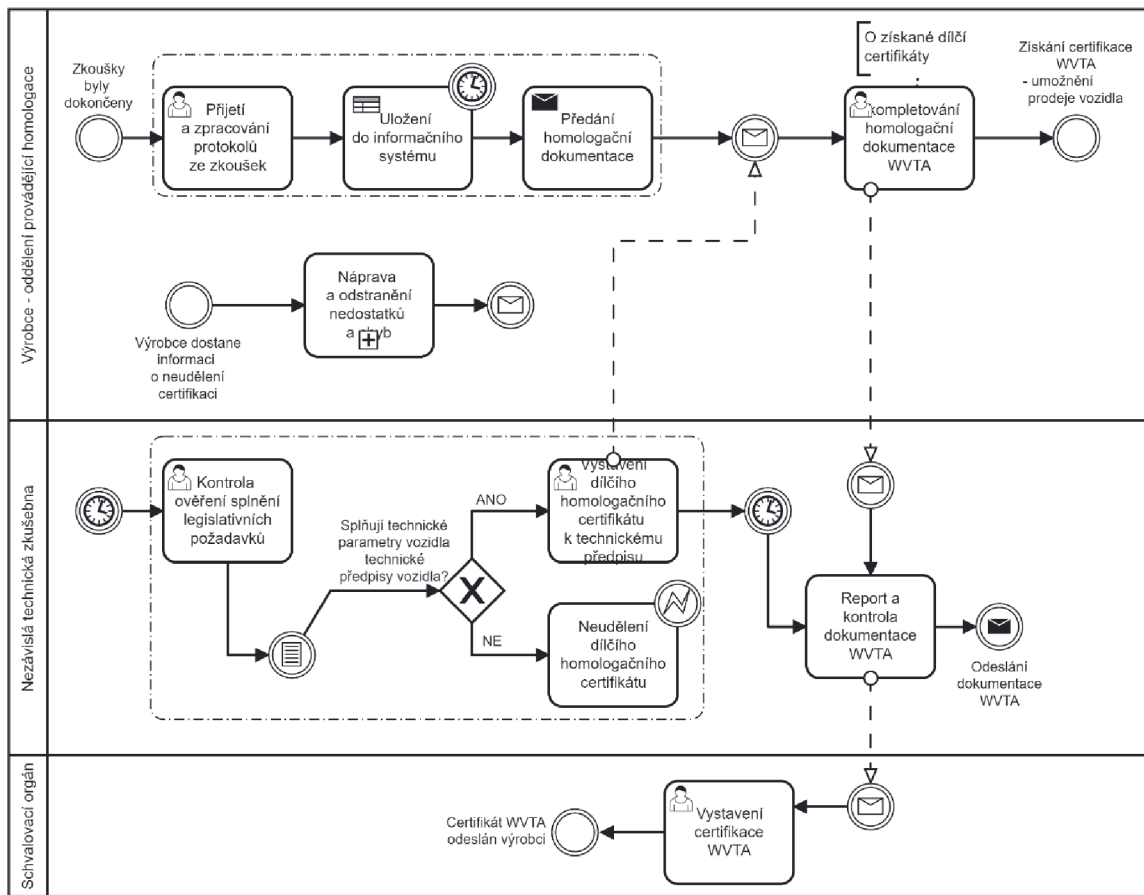 Výrobce - oddělení provádějící homologace
Zkoušky
byly
dokončeny
Přijetí
a zpracování
protokolů
ze zkoušek
Uložení
do informačního
systému
Předání
homologační
dokumentace
O získané dílčí
certifikáty
Kompletování
homologační
dokumentace
WVTA
Získání certifikace
WVTA
- umožnění
prodeje vozidla
Výrobce dostane
informaci
o neudělení
certifikaci
Náprava
a odstranění
nedostatků
a chyb
Nezávislá technická zkušebna
Kontrola
ověření splnění
legislativních
požadavků
Splňují technické
parametry vozidla
technické
předpisy vozidla?
ANO
NE
Vystavení
dílčího
homologačního
certifikátu
k technickému
předpisu
Neudělení
dílčího
homologačního
certifikátu
Report a
kontrola
dokumentace
WVTA
Odeslání
dokumentace
WVTA
Schvalovací orgán
Certifikát WVTA
odeslán výrobci
Vystavení
certifikace
WVTA